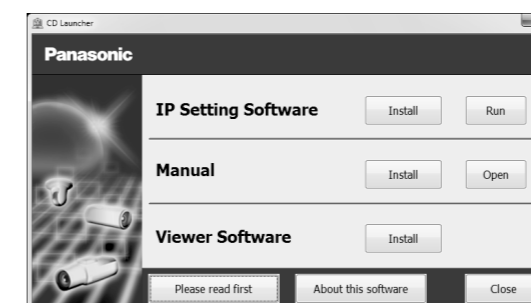 CD Launcher
Panasonic
IP Setting Software Install Run
Manual Install Open
Viewer Software Install
Please read first About this software Close